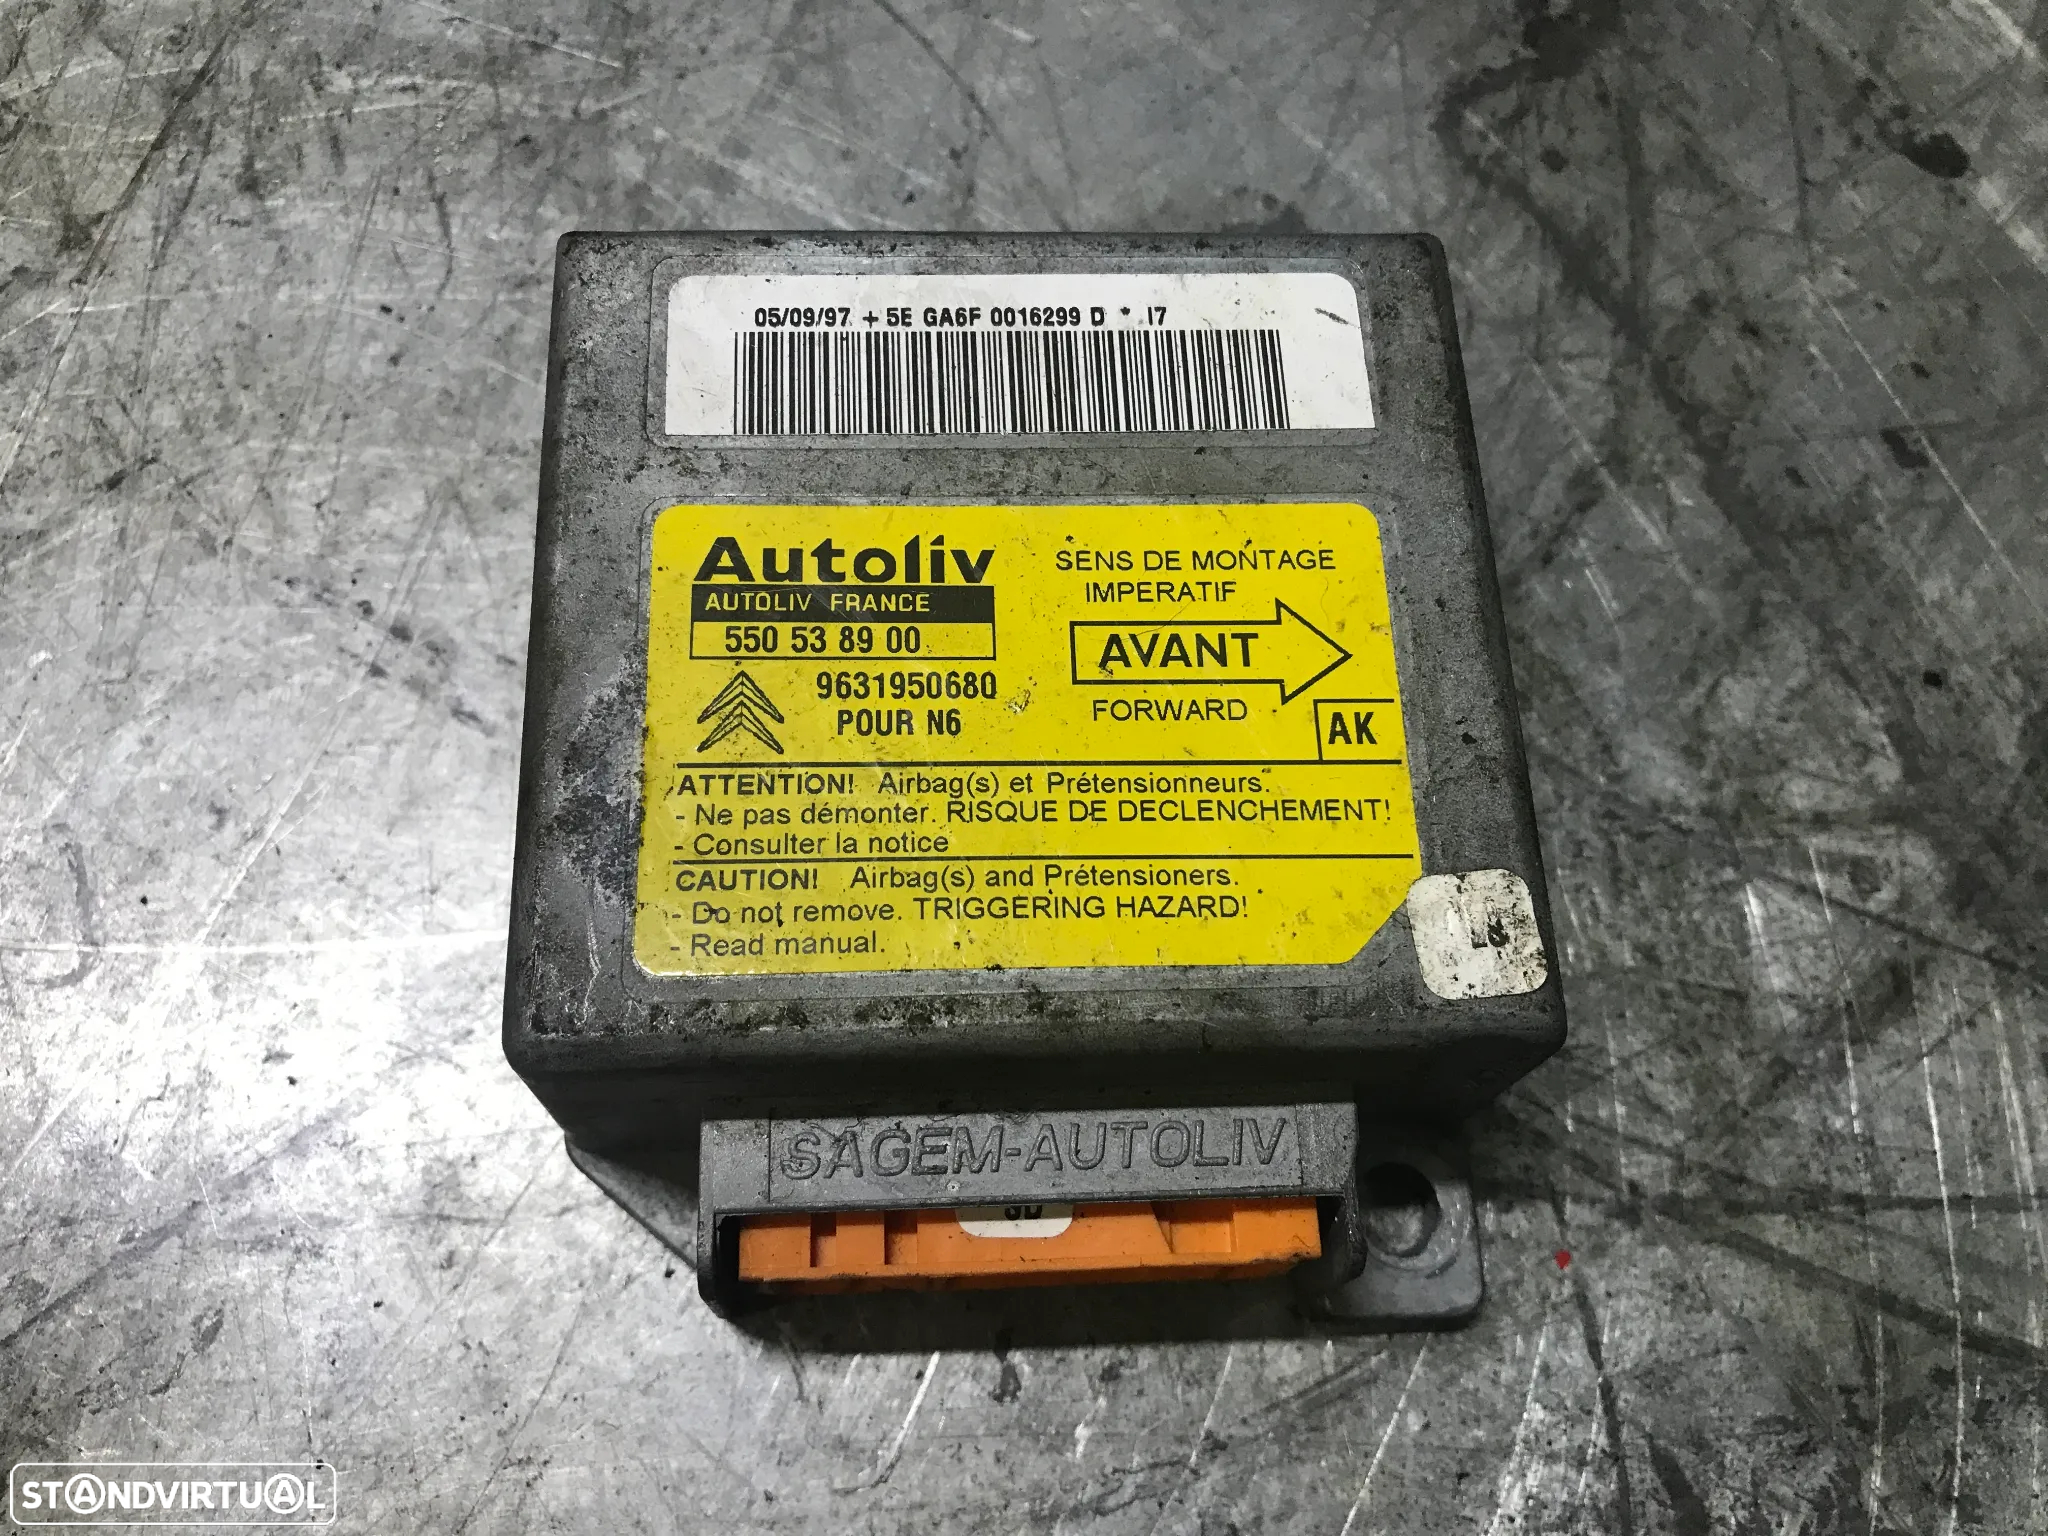 05/09/97 + 5E GA6F 0016299 D * I7
Autoliv
AUTOLIV FRANCE
550 53 89 00
9631950680
POUR N6
SENS DE MONTAGE
IMPERATIF
AVANT
FORWARD
AK
ATTENTION! Airbag(s) et Prétensionneurs.
- Ne pas démonter. RISQUE DE DECLENCHEMENT!
- Consulter la notice
CAUTION! Airbag(s) and Prétensioners.
- Do not remove. TRIGGERING HAZARD!
- Read manual.
SAGEM-AUTOLIV
STANDVIRTUAL